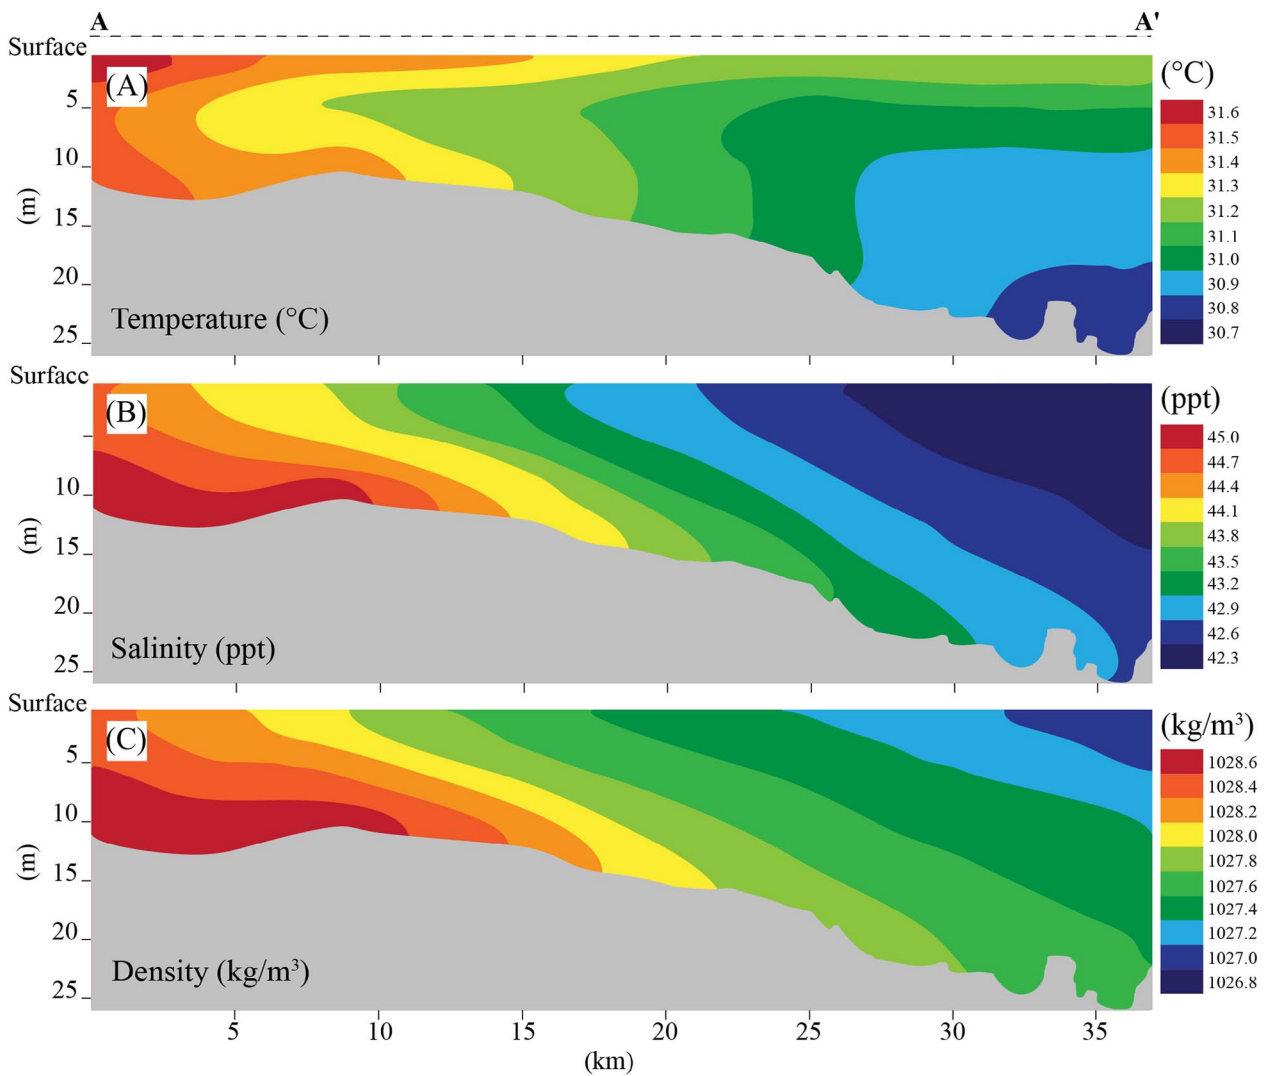 A A'
Surface
(A) (°C)
5
10
(m)
15
20
25
Temperature (°C)
31.6
31.5
31.4
31.3
31.2
31.1
31.0
30.9
30.8
30.7
Surface
(B) (ppt)
10
(m)
15
20
25
Salinity (ppt)
45.0
44.7
44.4
44.1
43.8
43.5
43.2
42.9
42.6
42.3
Surface
(C) (kg/m³)
5
10
(m)
15
20
25
Density (kg/m³)
1028.6
1028.4
1028.2
1028.0
1027.8
1027.6
1027.4
1027.2
1027.0
1026.8
5 10 15 20 25 30 35
(km)